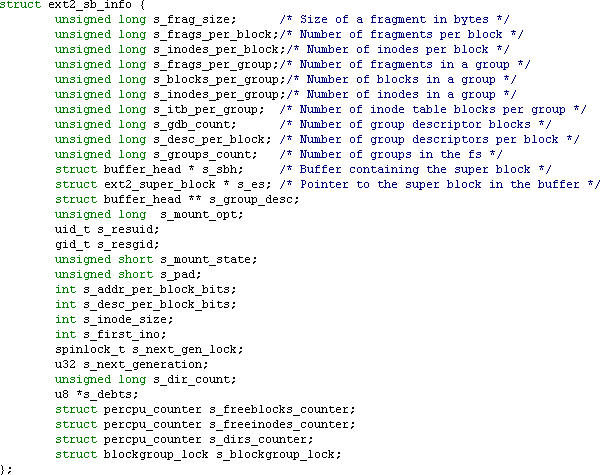 struct ext2_sb_info {
unsigned long s_frag_size; /* Size of a fragment in bytes */
unsigned long s_frags_per_block;/* Number of fragments per block */
unsigned long s_inodes_per_block;/* Number of inodes per block */
unsigned long s_frags_per_group;/* Number of fragments in a group */
unsigned long s_blocks_per_group;/* Number of blocks in a group */
unsigned long s_inodes_per_group;/* Number of inodes in a group */
unsigned long s_itb_per_group; /* Number of inode table blocks per group */
unsigned long s_gdb_count; /* Number of group descriptor blocks */
unsigned long s_desc_per_block; /* Number of group descriptors per block */
unsigned long s_groups_count; /* Number of groups in the fs */
struct buffer_head * s_sbh; /* Buffer containing the super block */
struct ext2_super_block * s_es; /* Pointer to the super block in the buffer */
struct buffer_head ** s_group_desc;
unsigned long s_mount_opt;
uid_t s_resuid;
gid_t s_resgid;
unsigned short s_mount_state;
unsigned short s_pad;
int s_addr_per_block_bits;
int s_desc_per_block_bits;
int s_inode_size;
int s_first_ino;
spinlock_t s_next_gen_lock;
u32 s_next_generation;
unsigned long s_dir_count;
u8 *s_debts;
struct percpu_counter s_freeblocks_counter;
struct percpu_counter s_freeinodes_counter;
struct percpu_counter s_dirs_counter;
struct blockgroup_lock s_blockgroup_lock;
};